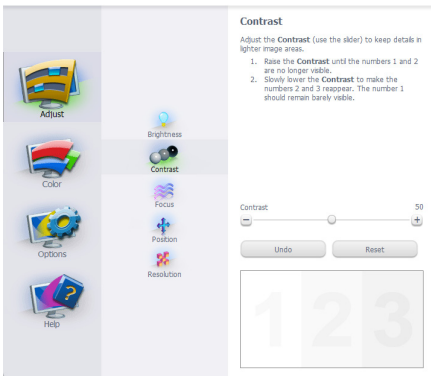 Adjust
Color
Options
Help
Brightness
Contrast
Focus
Position
Resolution
Contrast
Adjust the Contrast (use the slider) to keep details in
lighter image areas.
1. Raise the Contrast until the numbers 1 and 2
are no longer visible.
2. Slowly lower the Contrast to make the
numbers 2 and 3 reappear. The number 1
should remain barely visible.
Contrast 50
Undo Reset
1 2 3